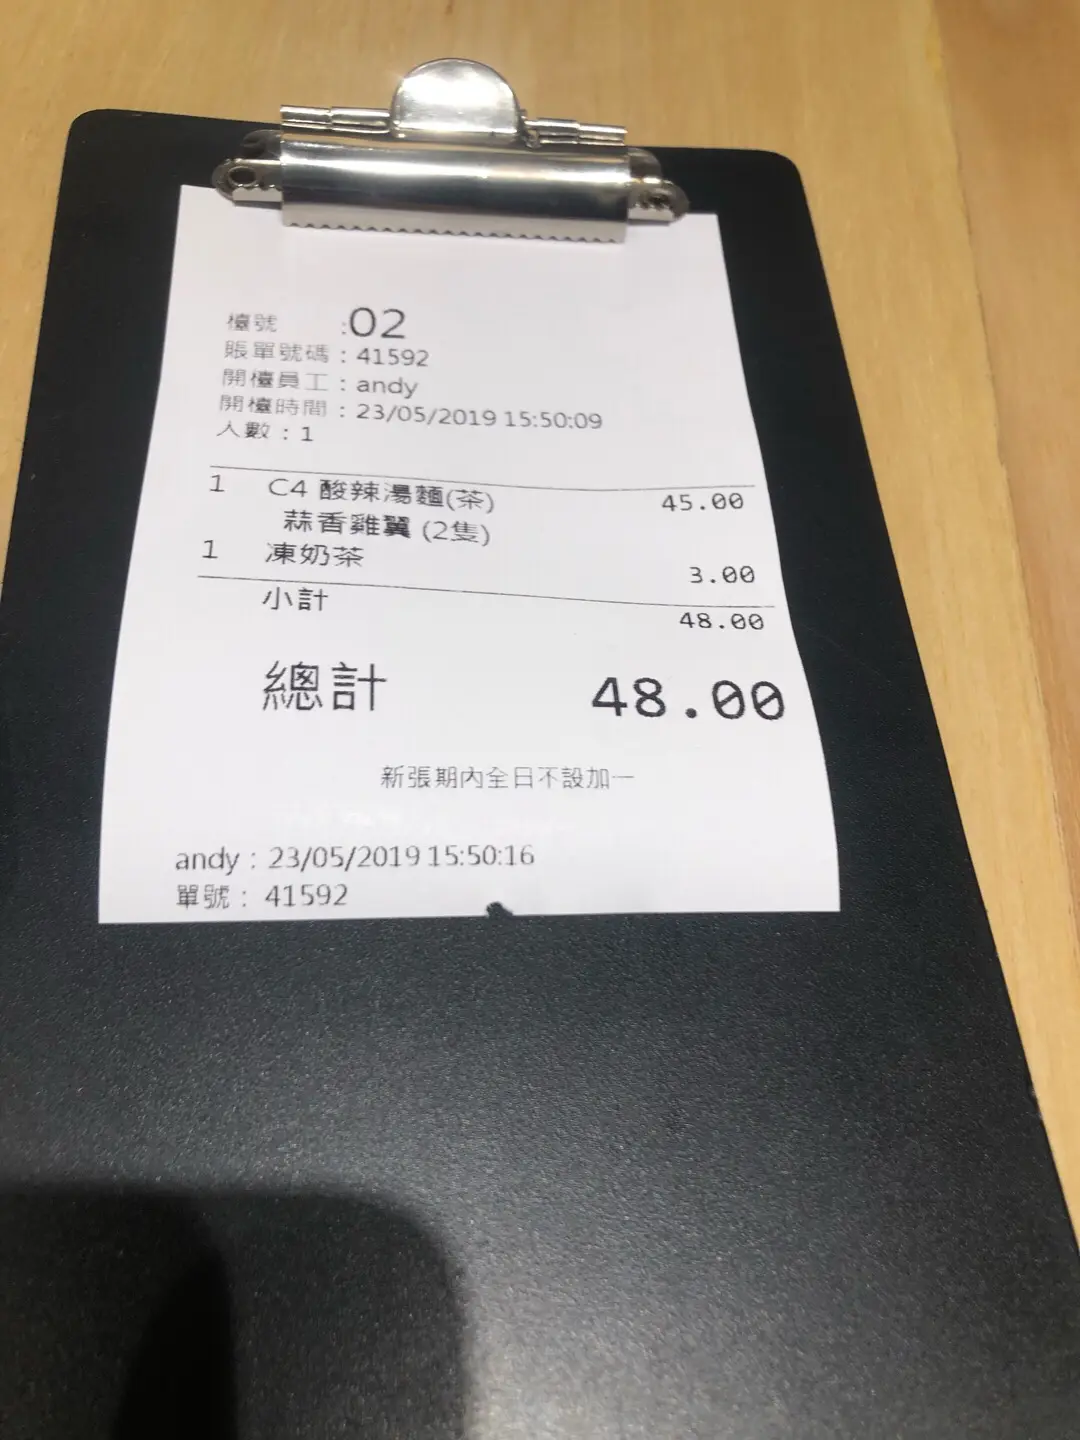 檯號 :02
賬單號碼 : 41592
開檯員工 : andy
開檯時間 : 23/05/2019 15:50:09
人數 : 1
1 C4 酸辣湯麵(茶) 45.00
蒜香雞翼 (2隻)
1 凍奶茶 3.00
小計 48.00
總計 48.00
新張期內全日不設加一
andy : 23/05/2019 15:50:16
單號 : 41592